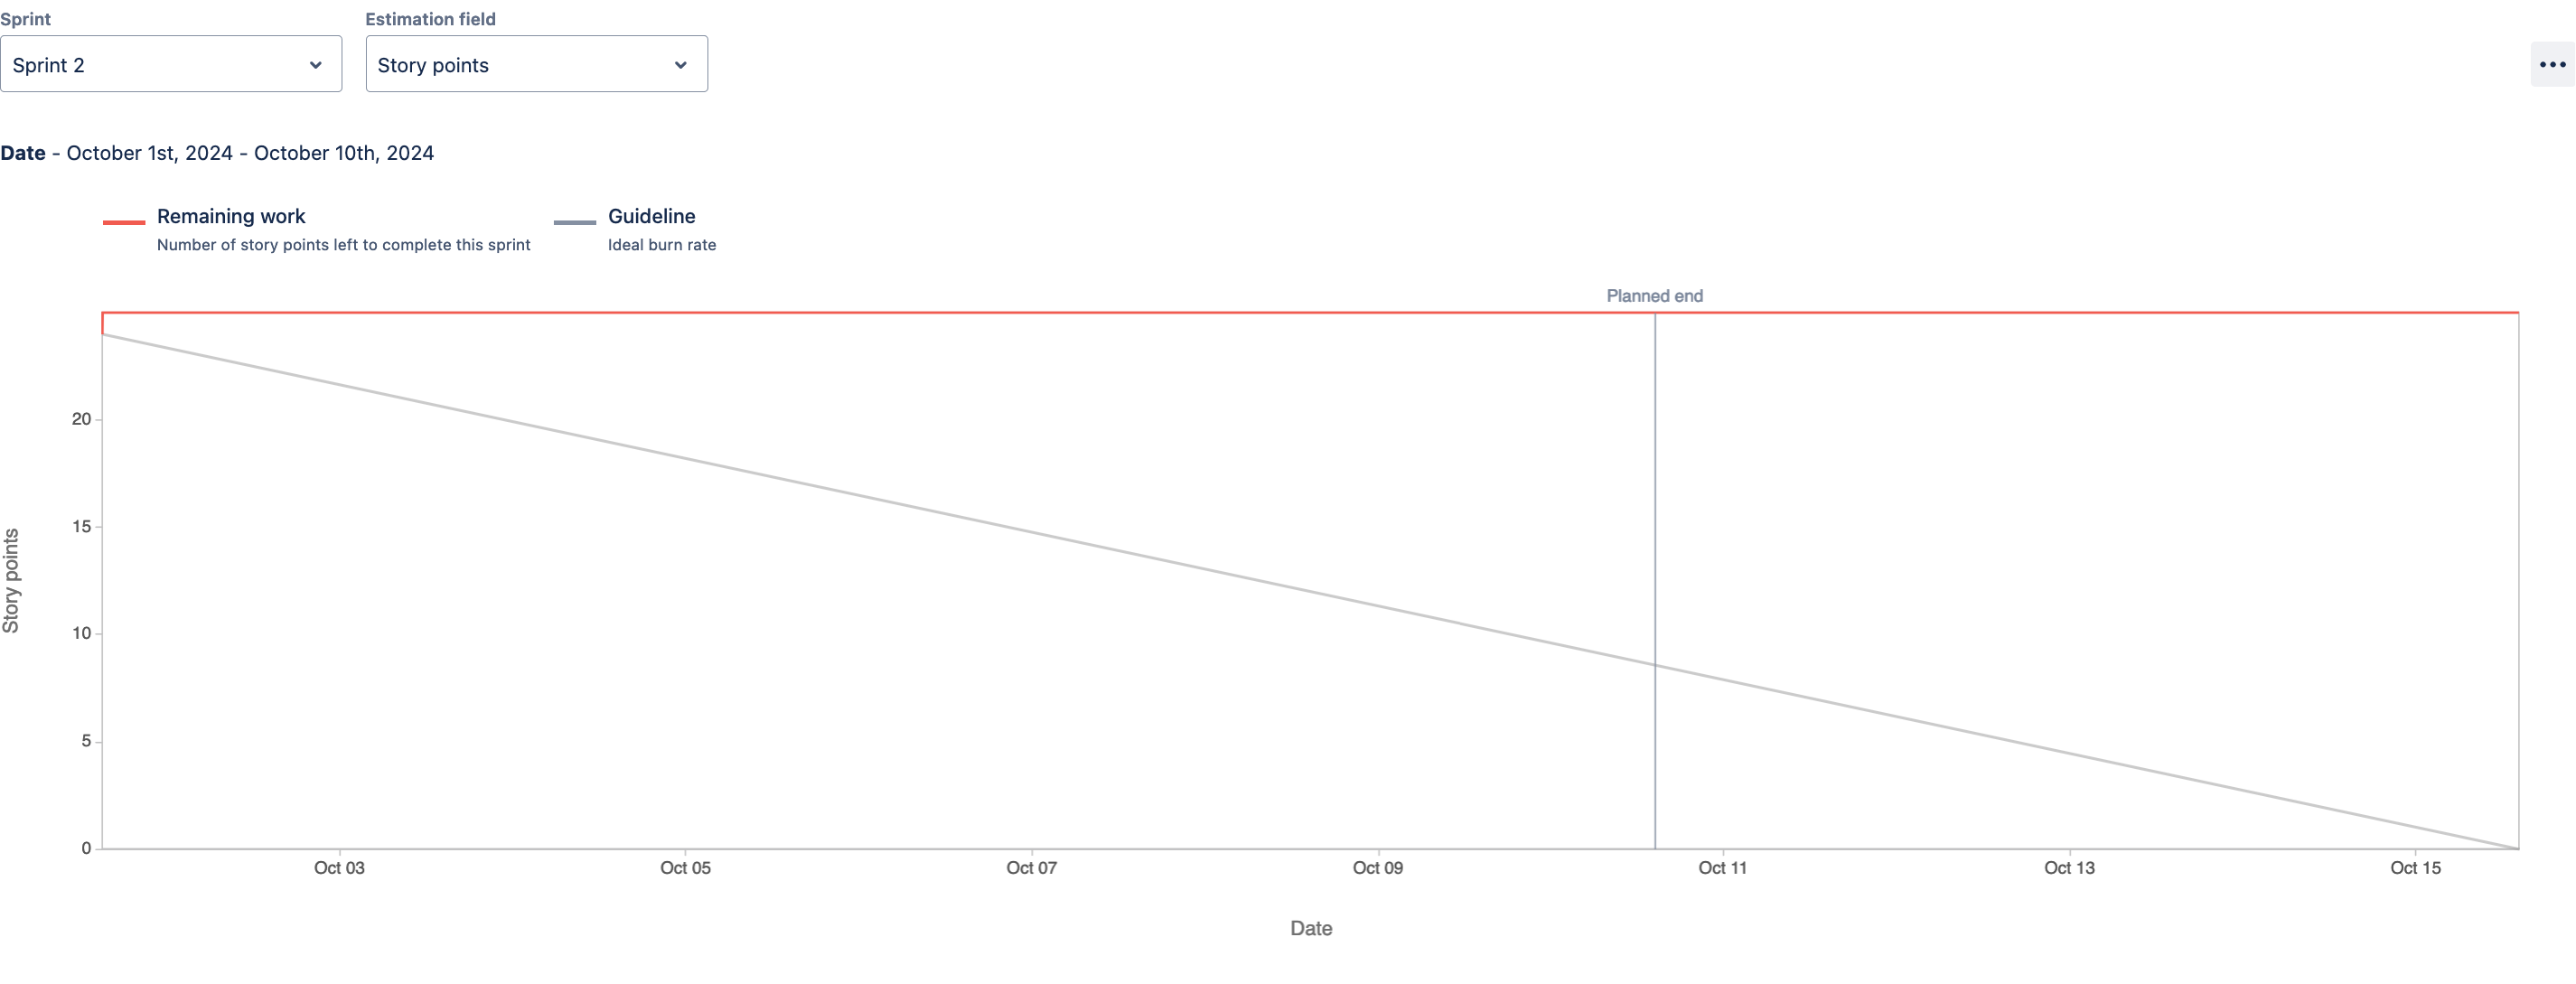 Sprint
Estimation field
Sprint 2
Story points
Date - October 1st, 2024 - October 10th, 2024
Remaining work
Number of story points left to complete this sprint
Guideline
Ideal burn rate
Planned end
20
15
10
5
0
Story points
Oct 03
Oct 05
Oct 07
Oct 09
Oct 11
Oct 13
Oct 15
Date